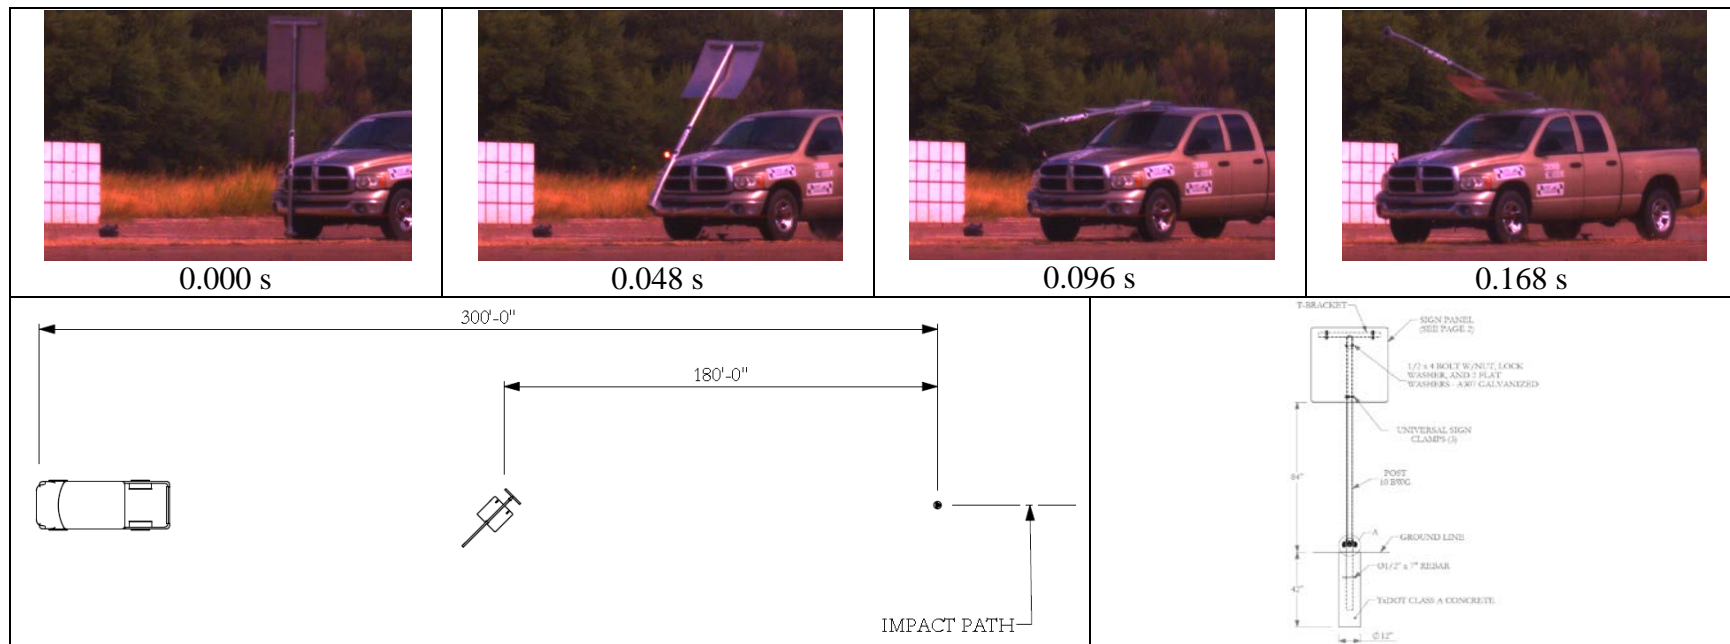 0.000 s
0.048 s
0.096 s
0.168 s
300'-0"
180'-0"
IMPACT PATH
T-BRACKET
SIGN PANEL
(SEE PAGE 2)
1/2 x 4 BOLT W/NUT, LOCK
WASHER, AND 2 FLAT
WASHERS - A307 GALVANIZED
UNIVERSAL SIGN
CLAMPS (3)
84"
POST
10 BWG
A
GROUND LINE
Ø1/2" x 7" REBAR
42"
TxDOT CLASS A CONCRETE
Ø12"